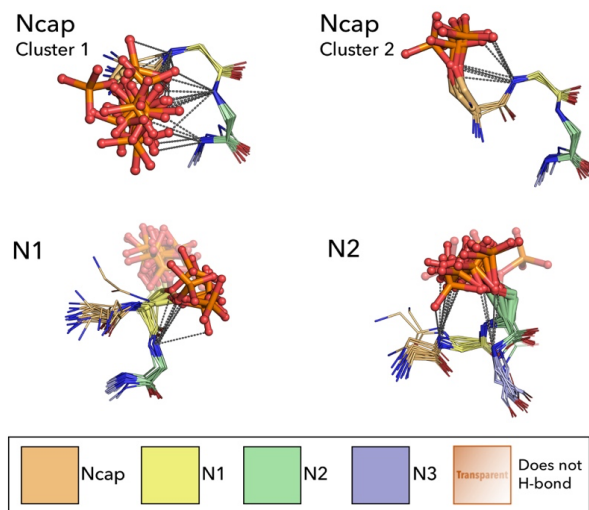 Ncap
Cluster 1
Ncap
Cluster 2
N1
N2
Ncap
N1
N2
N3
Transparent
Does not
H-bond